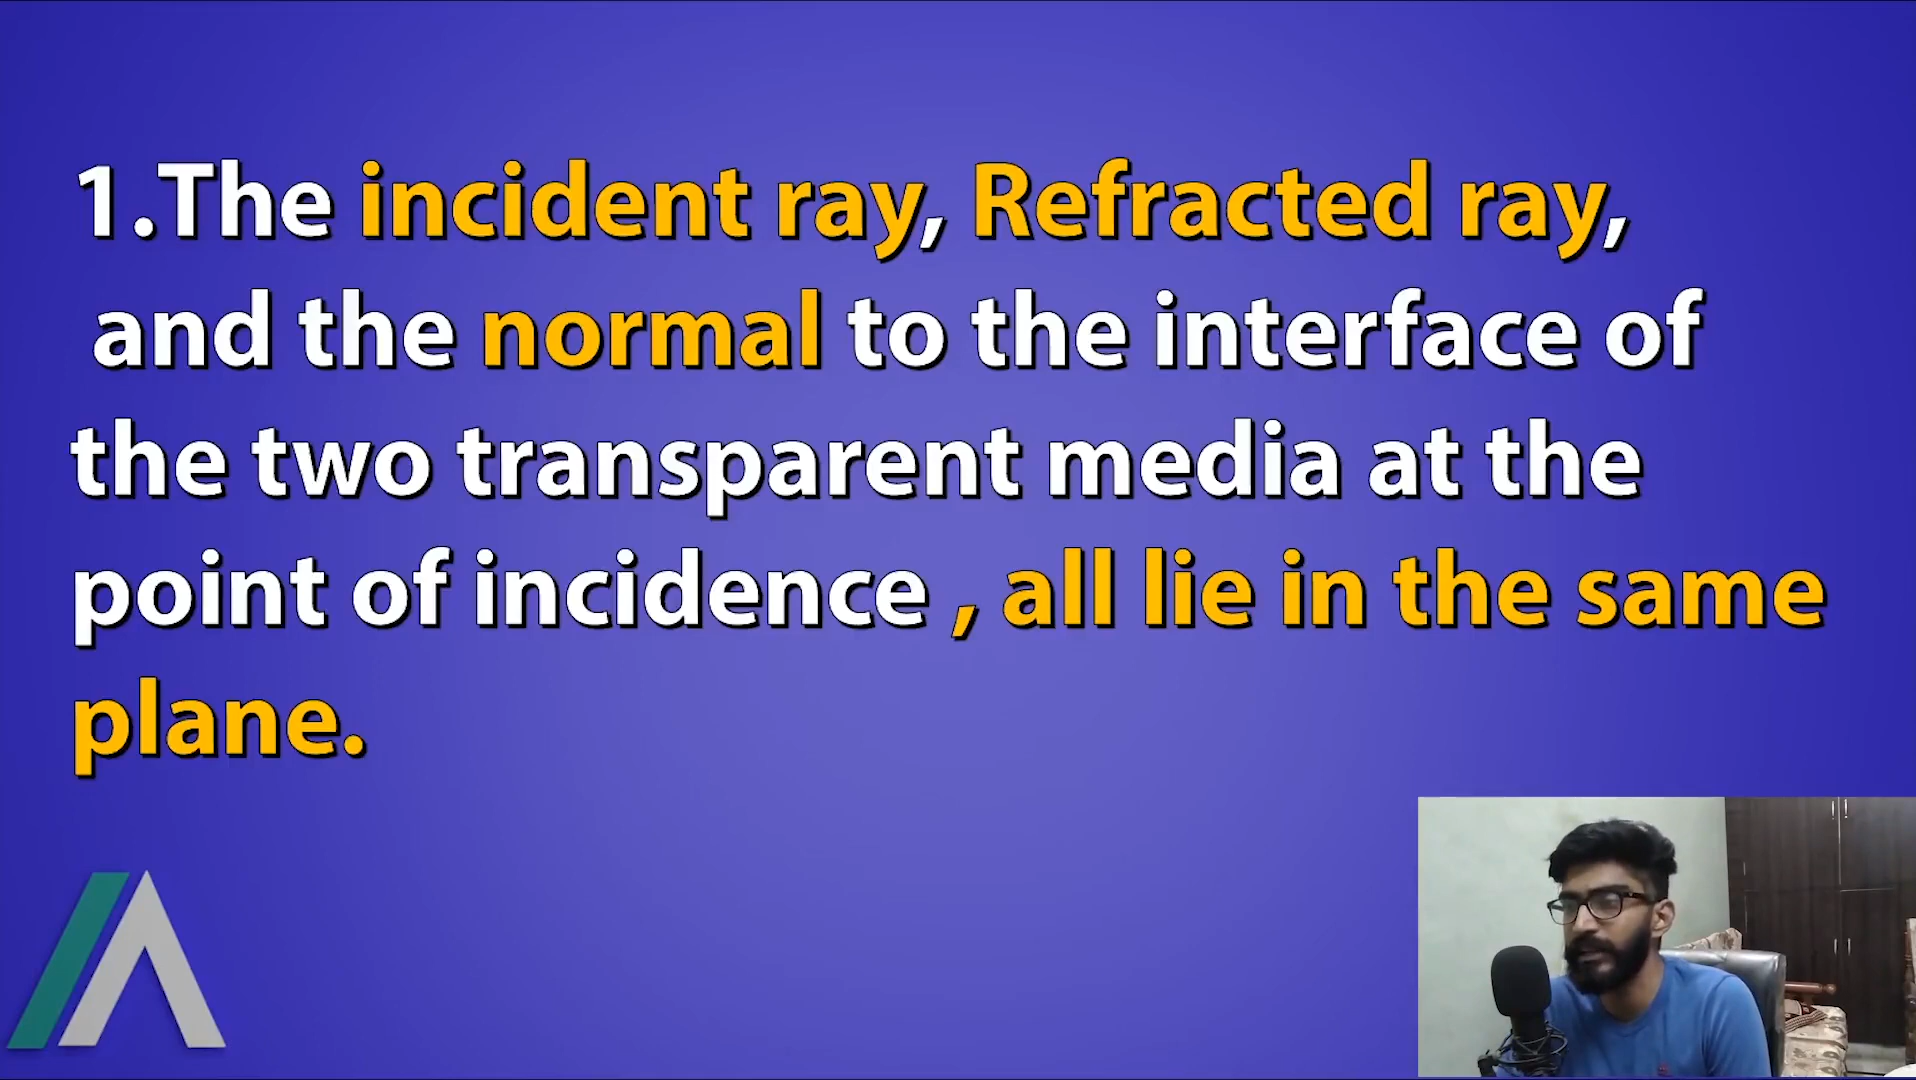 1.The incident ray, Refracted ray,
and the normal to the interface of
the two transparent media at the
point of incidence , all lie in the same
plane.